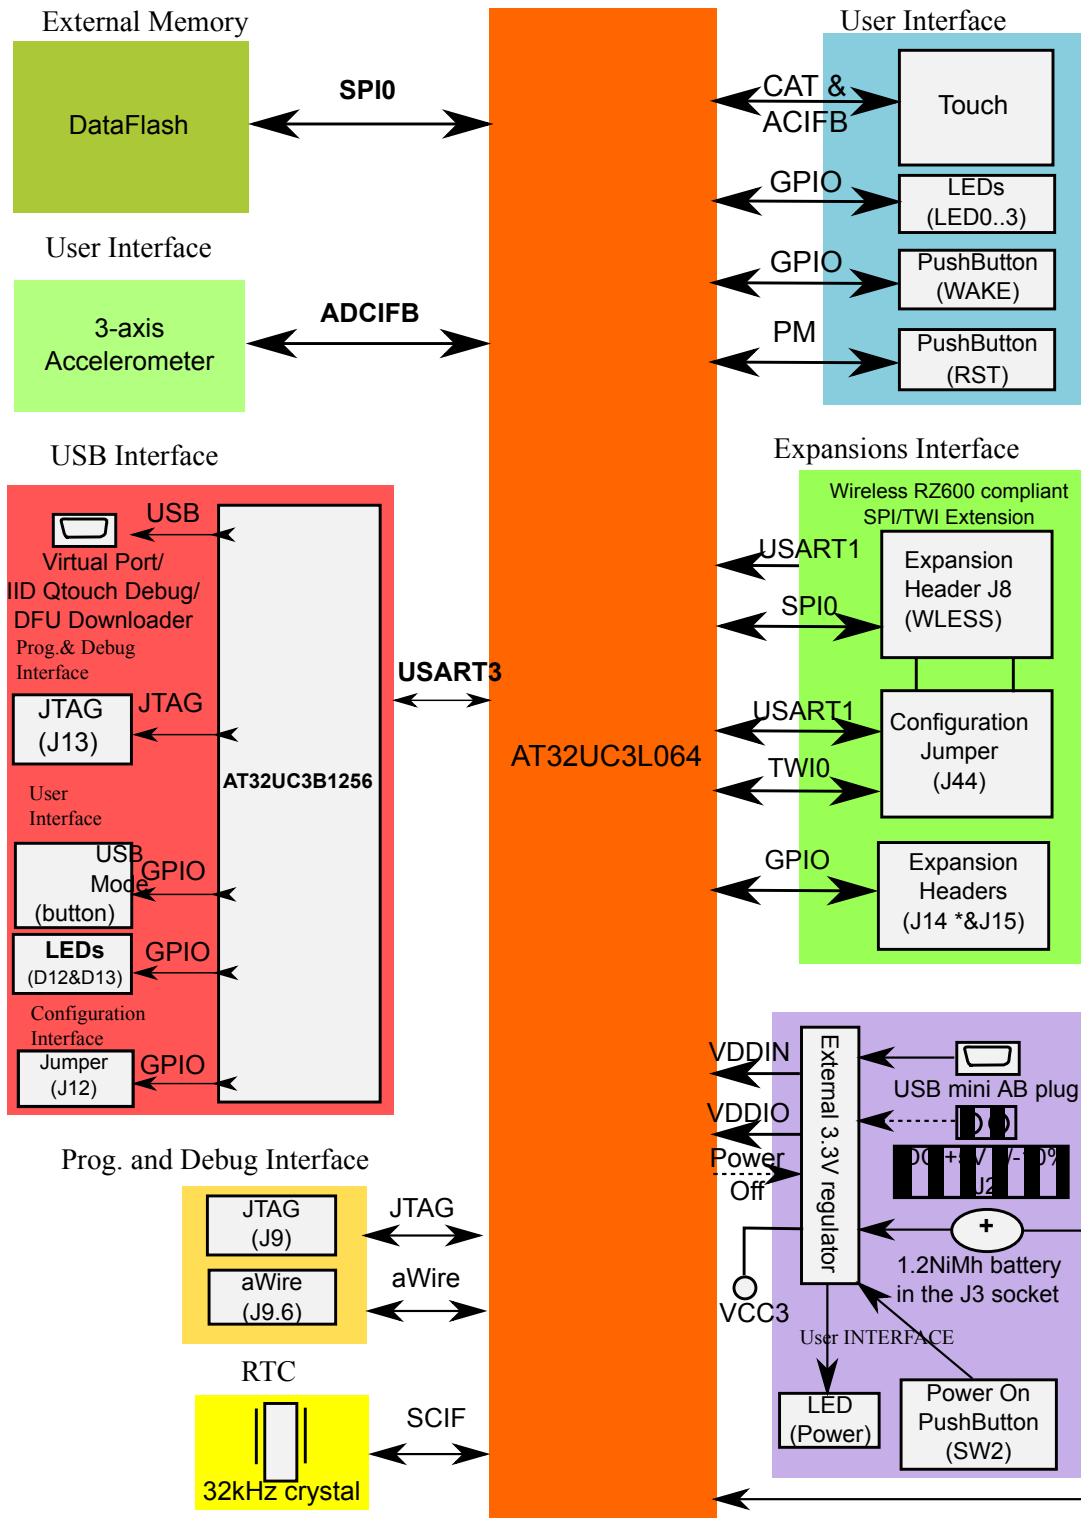 External Memory
DataFlash
SPI0
User Interface
3-axis
Accelerometer
ADCIFB
USB Interface
USB
Virtual Port/
IID Qtouch Debug/
DFU Downloader
Prog.& Debug
Interface
JTAG
(J13)
JTAG
User
Interface
USB
Mode
(button)
GPIO
LEDs
(D12&D13)
GPIO
Configuration
Interface
Jumper
(J12)
GPIO
AT32UC3B1256
USART3
Prog. and Debug Interface
JTAG
(J9)
JTAG
aWire
(J9.6)
aWire
RTC
32kHz crystal
SCIF
AT32UC3L064
User Interface
CAT &
ACIFB
Touch
GPIO
LEDs
(LED0..3)
GPIO
PushButton
(WAKE)
PM
PushButton
(RST)
Expansions Interface
Wireless RZ600 compliant
SPI/TWI Extension
USART1
SPI0
Expansion
Header J8
(WLESS)
USART1
TWI0
Configuration
Jumper
(J44)
GPIO
Expansion
Headers
(J14 *&J15)
VDDIN
VDDIO
Power
Off
VCC3
External 3.3V regulator
USB mini AB plug
1.2NiMh battery
in the J3 socket
User INTERFACE
LED
(Power)
Power On
PushButton
(SW2)